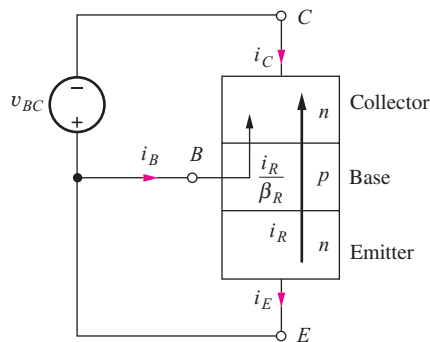 C
i_C
−
v_BC
+
n
Collector
i_B
B
i_R
β_R
p
Base
i_R
n
Emitter
i_E
E